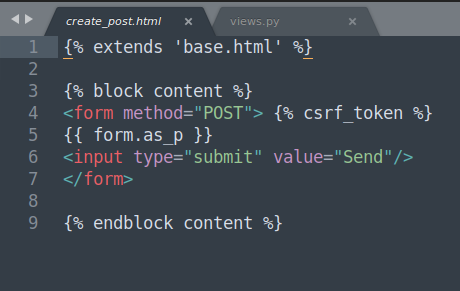 create_post.html × views.py ×
1 {% extends 'base.html' %}
2
3 {% block content %}
4 <form method="POST"> {% csrf_token %}
5 {{ form.as_p }}
6 <input type="submit" value="Send"/>
7 </form>
8
9 {% endblock content %}